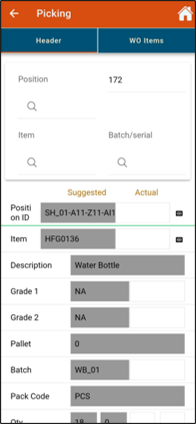 Picking
Header WO Items
Position 172
Item Batch/serial
Suggested Actual
Positi
on ID SH_01-A11-Z11-AI1
Item HFG0136
Description Water Bottle
Grade 1 NA
Grade 2 NA
Pallet 0
Batch WB_01
Pack Code PCS
Qty 18 0